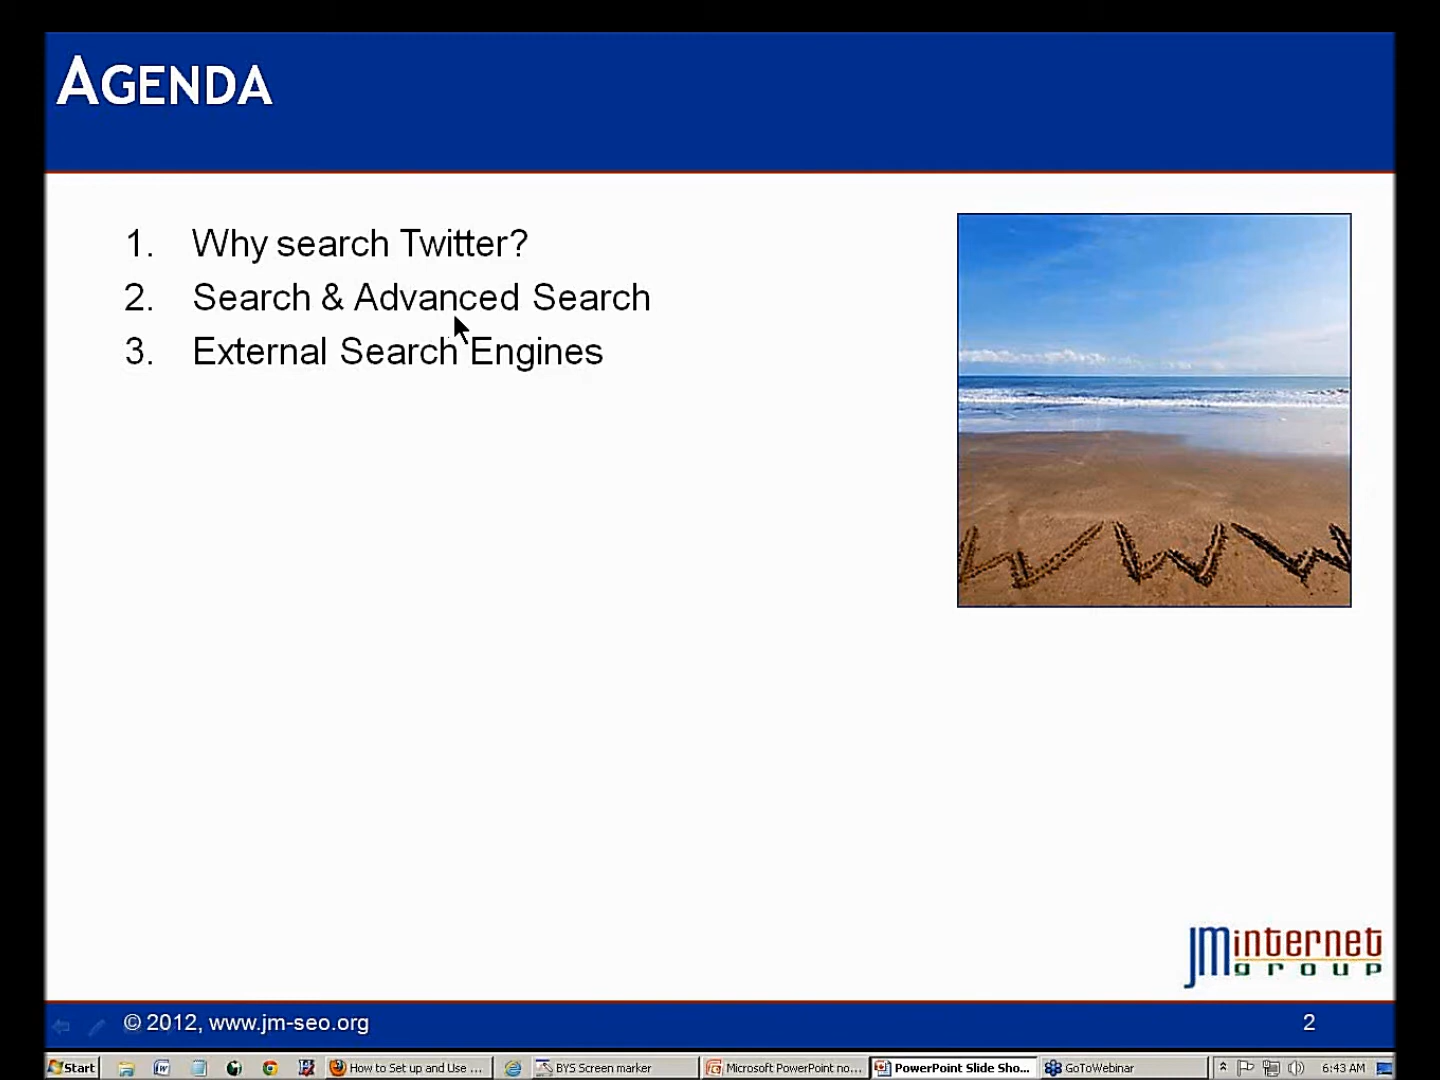 AGENDA
1. Why search Twitter?
2. Search & Advanced Search
3. External Search Engines
WWW
JMinternet
group
© 2012, www.jm-seo.org
2
Start
How to Set up and Use ...
BYS Screen marker
Microsoft PowerPoint no...
PowerPoint Slide Sho...
GoToWebinar
6:43 AM